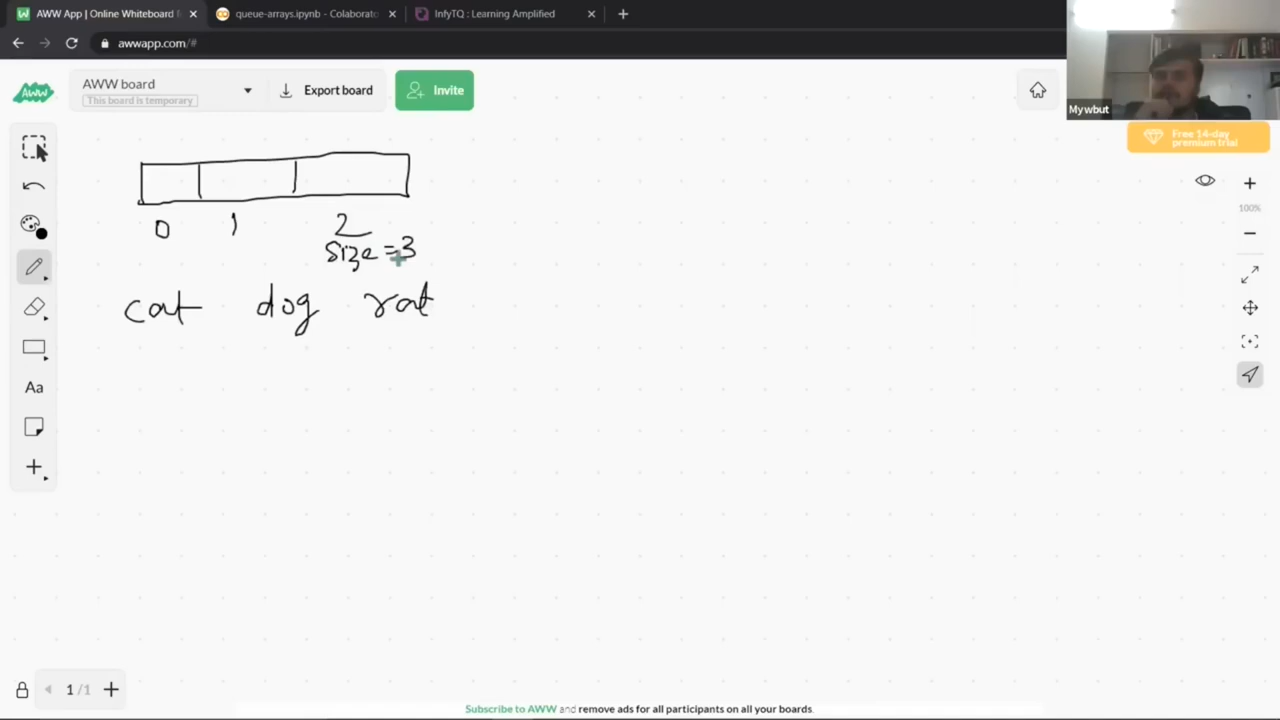 AWW App | Online Whiteboard f
queue-arrays.ipynb - Colaborato
InfyTQ : Learning Amplified
awwapp.com/#
Mywbut
AWW
AWW board
This board is temporary
Export board
Invite
Free 14-day
premium trial
100%
0 1 2
size = 3
cat dog rat
Aa
1 / 1
Subscribe to AWW and remove ads for all participants on all your boards.